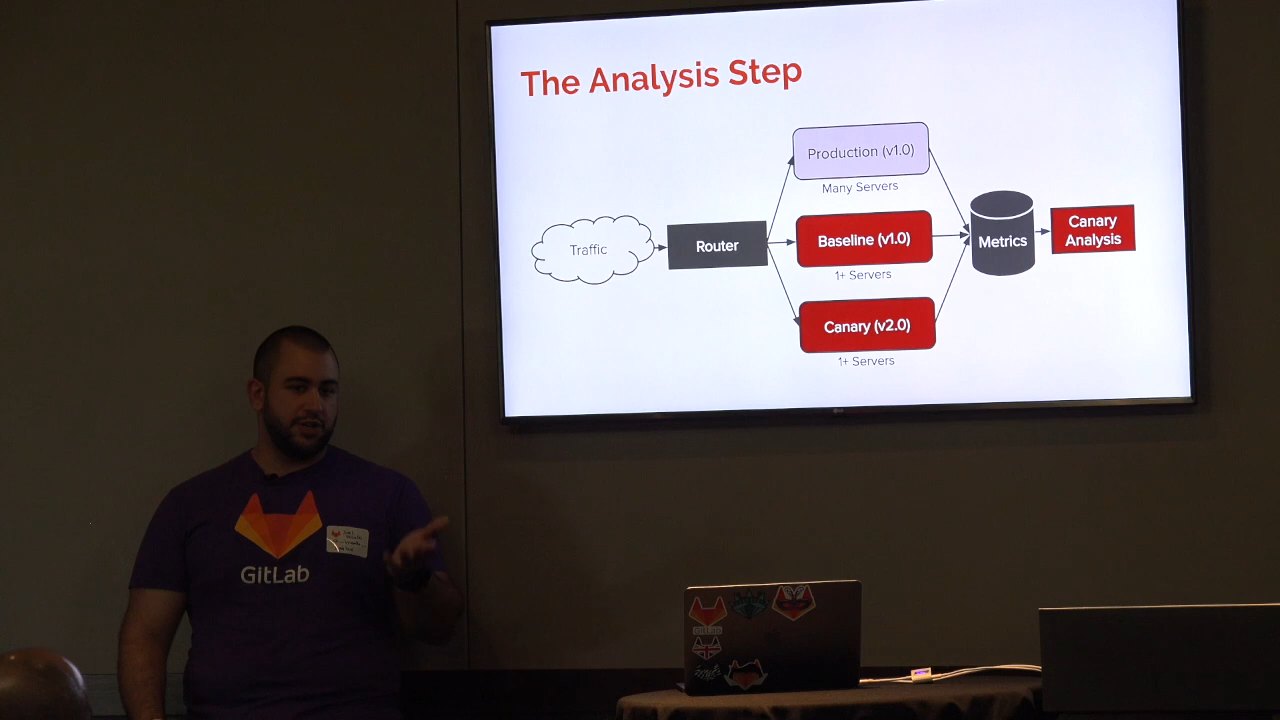 The Analysis Step
Production (v1.0)
Many Servers
Traffic
Router
Baseline (v1.0)
1+ Servers
Metrics
Canary
Analysis
Canary (v2.0)
1+ Servers
GitLab
LG